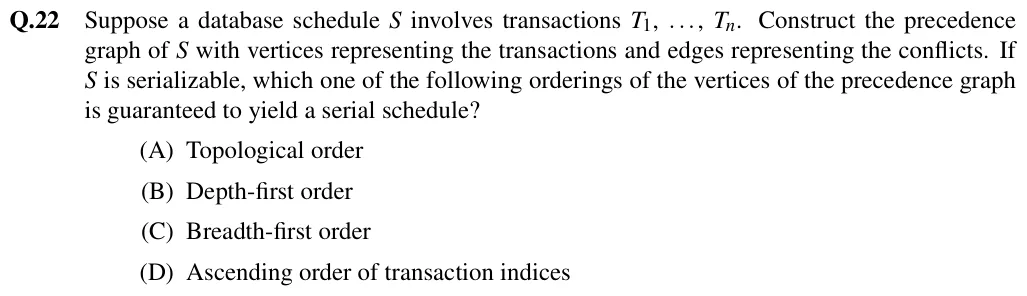 Q.22 Suppose a database schedule S involves transactions T1, ..., Tn. Construct the precedence
graph of S with vertices representing the transactions and edges representing the conflicts. If
S is serializable, which one of the following orderings of the vertices of the precedence graph
is guaranteed to yield a serial schedule?
(A) Topological order
(B) Depth-first order
(C) Breadth-first order
(D) Ascending order of transaction indices